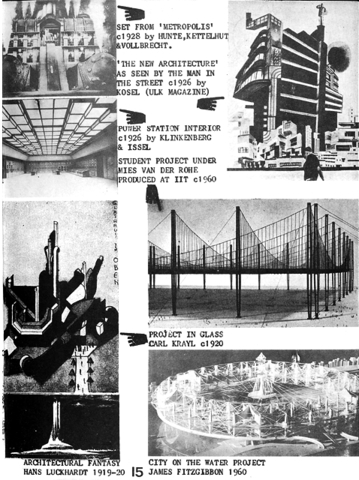 SET FROM 'METROPOLIS'
c1928 by HUNTE,KETTELHUT
&VOLLBRECHT.
'THE NEW ARCHITECTURE'
AS SEEN BY THE MAN IN
THE STREET c1926 by
KOSEL (ULK MAGAZINE)
POWER STATION INTERIOR
c1926 by KLINKENBERG
& ISSEL
STUDENT PROJECT UNDER
MIES VAN DER ROHE
PRODUCED AT IIT c1960
PROJECT IN GLASS
CARL KRAYL c1920
ARCHITECTURAL FANTASY
HANS LUCKHARDT 1919-20
15
CITY ON THE WATER PROJECT
JAMES FITZGIBBON 1960